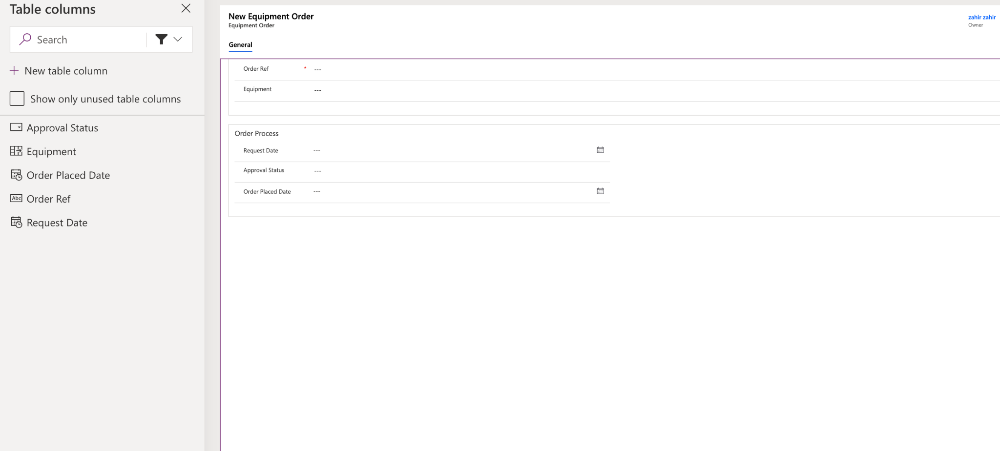 Table columns
Search
New table column
Show only unused table columns
Approval Status
Equipment
Order Placed Date
Abc Order Ref
Request Date
New Equipment Order
Equipment Order
zahir zahir
Owner
General
Order Ref * ---
Equipment ---
Order Process
Request Date ---
Approval Status ---
Order Placed Date ---